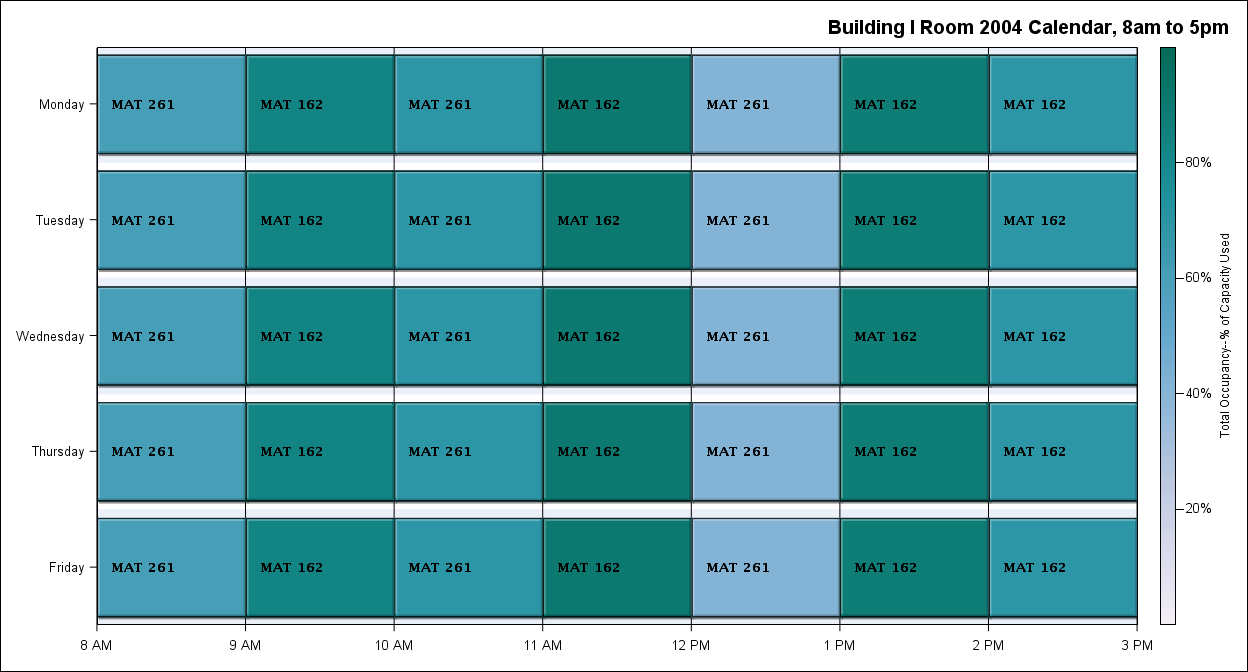 Building I Room 2004 Calendar, 8am to 5pm
Monday
MAT 261 MAT 162 MAT 261 MAT 162 MAT 261 MAT 162 MAT 162
Tuesday
MAT 261 MAT 162 MAT 261 MAT 162 MAT 261 MAT 162 MAT 162
Wednesday
MAT 261 MAT 162 MAT 261 MAT 162 MAT 261 MAT 162 MAT 162
Thursday
MAT 261 MAT 162 MAT 261 MAT 162 MAT 261 MAT 162 MAT 162
Friday
MAT 261 MAT 162 MAT 261 MAT 162 MAT 261 MAT 162 MAT 162
8 AM 9 AM 10 AM 11 AM 12 PM 1 PM 2 PM 3 PM
80%
60%
40%
20%
Total Occupancy--% of Capacity Used